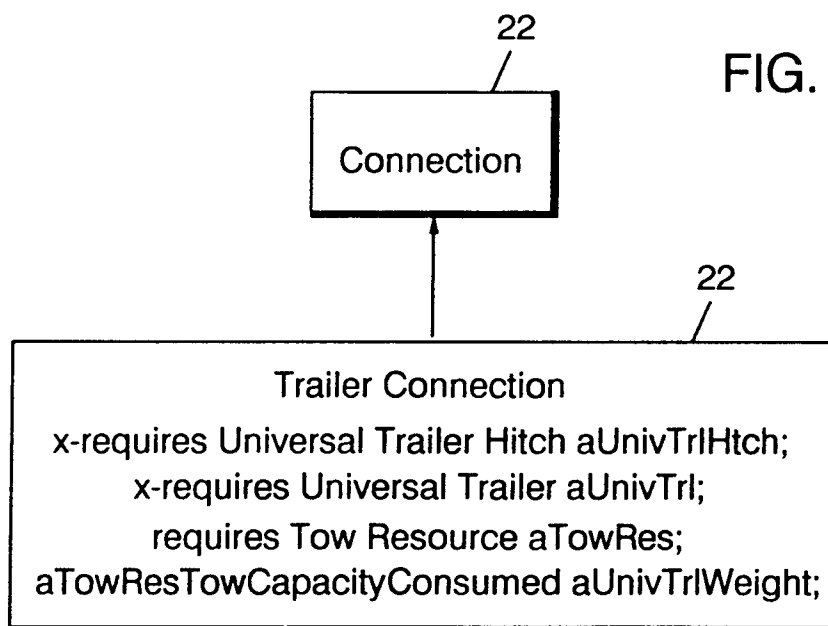 22
FIG.
Connection
22
Trailer Connection
x-requires Universal Trailer Hitch aUnivTrlHtch;
x-requires Universal Trailer aUnivTrl;
requires Tow Resource aTowRes;
aTowResTowCapacityConsumed aUnivTrlWeight;